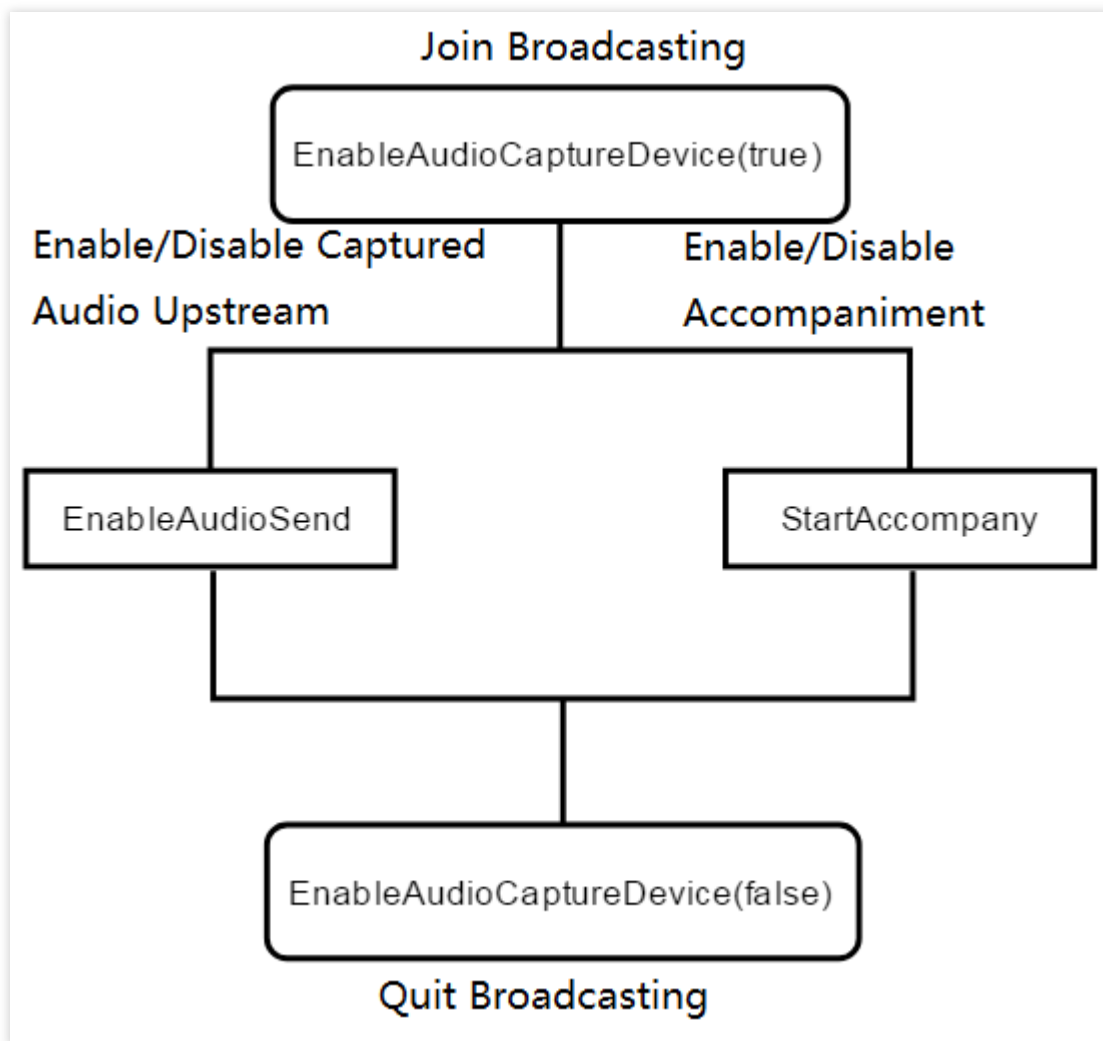 Join Broadcasting
EnableAudioCaptureDevice(true)
Enable/Disable Captured
Audio Upstream
Enable/Disable
Accompaniment
EnableAudioSend
StartAccompany
EnableAudioCaptureDevice(false)
Quit Broadcasting